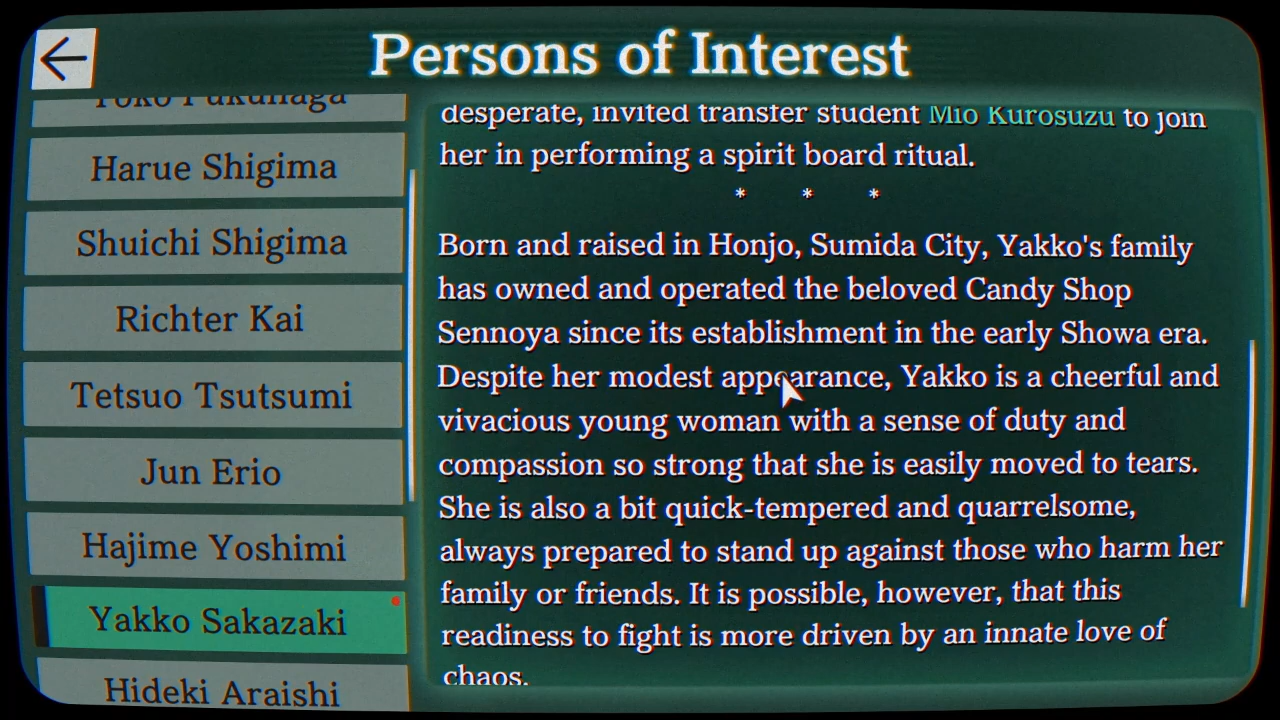 Persons of Interest
Yoko Fukunaga
Harue Shigima
Shuichi Shigima
Richter Kai
Tetsuo Tsutsumi
Jun Erio
Hajime Yoshimi
Yakko Sakazaki
Hideki Araishi
desperate, invited transfer student Mio Kurosuzu to join
her in performing a spirit board ritual.
* * *
Born and raised in Honjo, Sumida City, Yakko's family
has owned and operated the beloved Candy Shop
Sennoya since its establishment in the early Showa era.
Despite her modest appearance, Yakko is a cheerful and
vivacious young woman with a sense of duty and
compassion so strong that she is easily moved to tears.
She is also a bit quick-tempered and quarrelsome,
always prepared to stand up against those who harm her
family or friends. It is possible, however, that this
readiness to fight is more driven by an innate love of
chaos.